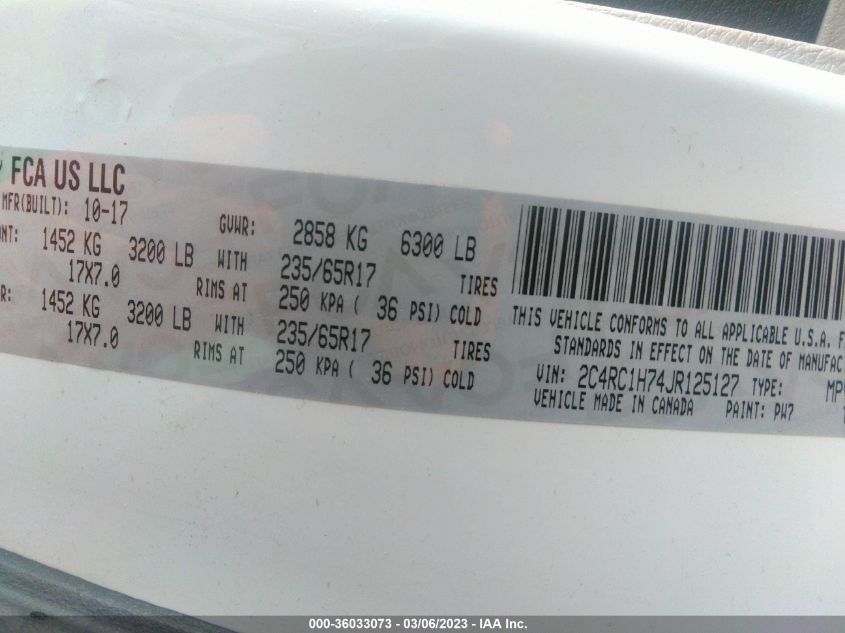 FCA US LLC
MFR(BUILT): 10-17 GVWR: 2858 KG 6300 LB
1452 KG 3200 LB WITH 235/65R17 TIRES
17X7.0 RIMS AT 250 KPA ( 36 PSI) COLD
1452 KG 3200 LB WITH 235/65R17 TIRES
17X7.0 RIMS AT 250 KPA ( 36 PSI) COLD
THIS VEHICLE CONFORMS TO ALL APPLICABLE U.S.A. F
STANDARDS IN EFFECT ON THE DATE OF MANUFAC
VIN: 2C4RC1H74JR125127 TYPE: MP
VEHICLE MADE IN CANADA PAINT: PW7
000-36033073 - 03/06/2023 - IAA Inc.